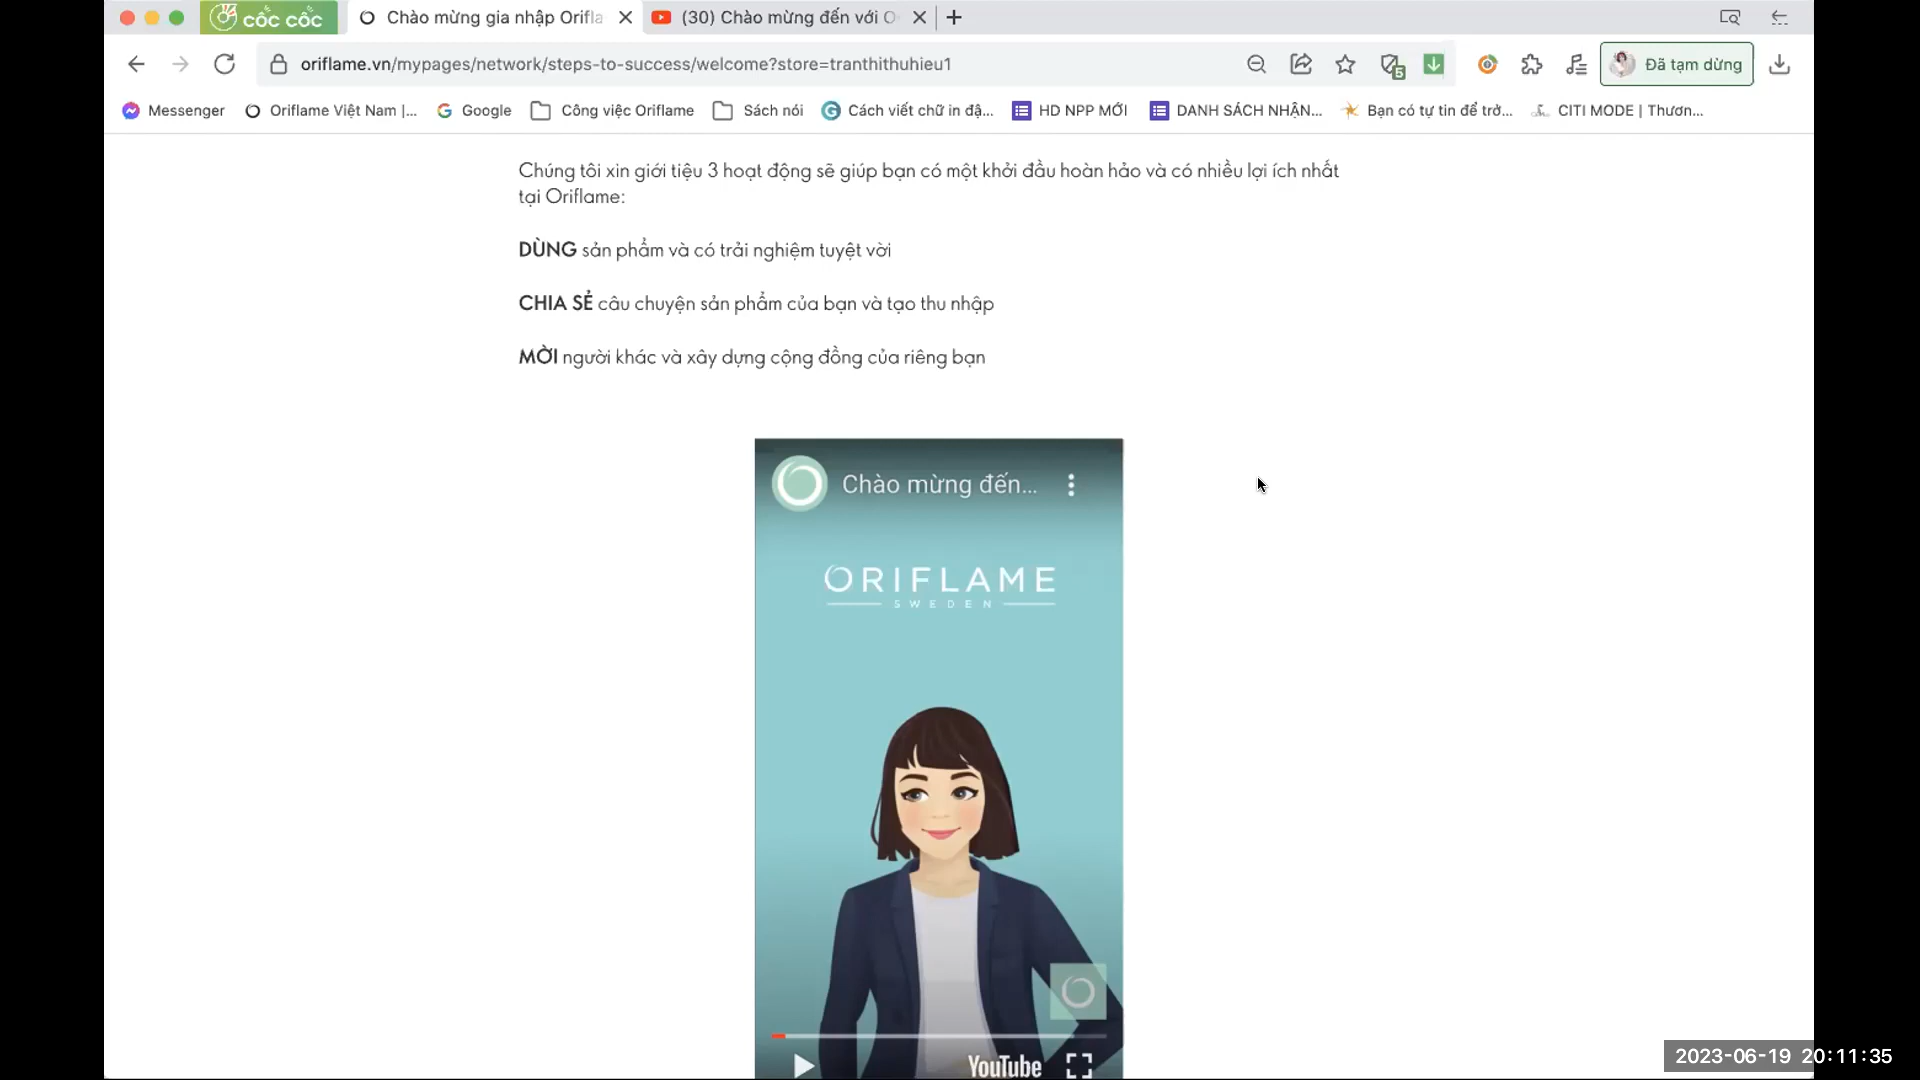 cốc cốc
Chào mừng gia nhập Orifla
(30) Chào mừng đến với O
oriflame.vn/mypages/network/steps-to-success/welcome?store=tranthithuhieu1
5
Đã tạm dừng
Messenger
Oriflame Việt Nam |...
Google
Công việc Oriflame
Sách nói
Cách viết chữ in đậ...
HD NPP MỚI
DANH SÁCH NHẬN...
Bạn có tự tin để trở...
CITI MODE | Thươn...
Chúng tôi xin giới tiệu 3 hoạt động sẽ giúp bạn có một khởi đầu hoàn hảo và có nhiều lợi ích nhất
tại Oriflame:
DÙNG sản phẩm và có trải nghiệm tuyệt vời
CHIA SẺ câu chuyện sản phẩm của bạn và tạo thu nhập
MỜI người khác và xây dựng cộng đồng của riêng bạn
Chào mừng đến...
ORIFLAME
SWEDEN
YouTube
2023-06-19 20:11:35